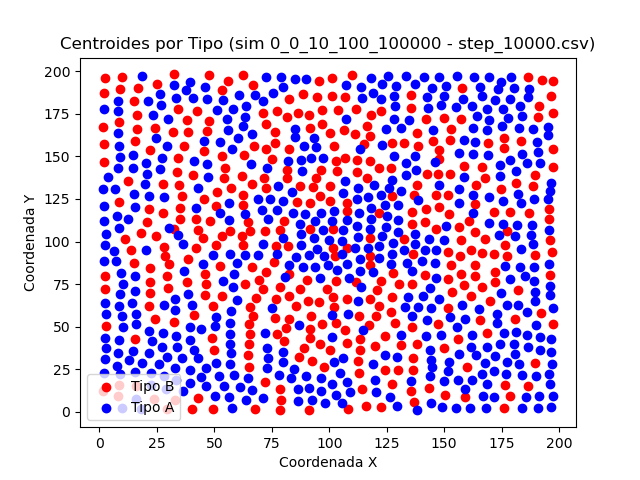 Centroides por Tipo (sim 0_0_10_100_100000 - step_10000.csv)
Coordenada Y
200
175
150
125
100
75
50
25
0
Tipo B
Tipo A
0 25 50 75 100 125 150 175 200
Coordenada X